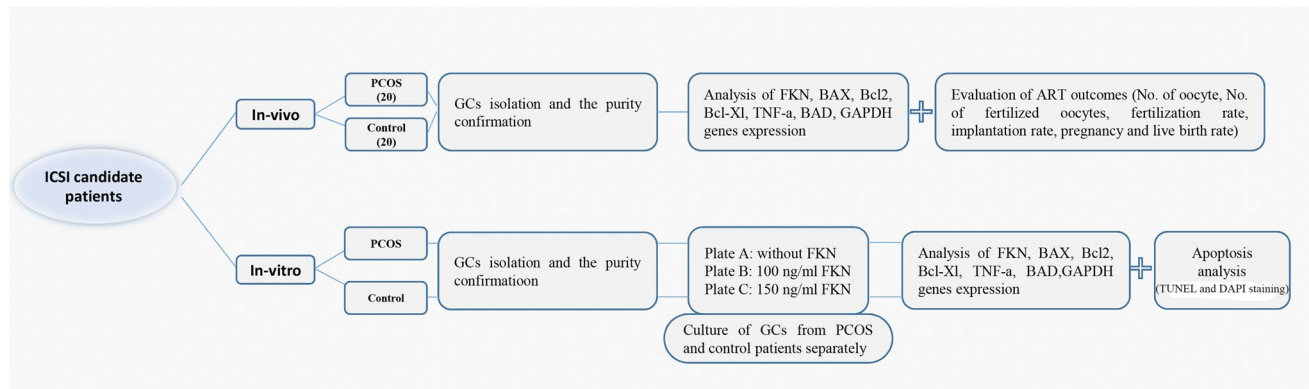 ICSI candidate
patients
In-vivo
PCOS
(20)
Control
(20)
GCs isolation and the purity
confirmation
Analysis of FKN, BAX, Bcl2,
Bcl-Xl, TNF-a, BAD, GAPDH
genes expression
Evaluation of ART outcomes (No. of oocyte, No.
of fertilized oocytes, fertilization rate,
implantation rate, pregnancy and live birth rate)
In-vitro
PCOS
Control
GCs isolation and the purity
confirmatioon
Plate A: without FKN
Plate B: 100 ng/ml FKN
Plate C: 150 ng/ml FKN
Culture of GCs from PCOS
and control patients separately
Analysis of FKN, BAX, Bcl2,
Bcl-Xl, TNF-a, BAD,GAPDH
genes expression
Apoptosis
analysis
(TUNEL and DAPI staining)